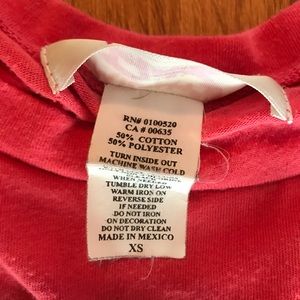 RN# 0100520
CA # 00635
50% COTTON
50% POLYESTER
TURN INSIDE OUT
MACHINE WASH COLD
WHEN NEEDED
TUMBLE DRY LOW
WARM IRON ON
REVERSE SIDE
IF NEEDED
DO NOT IRON
ON DECORATION
DO NOT DRY CLEAN
MADE IN MEXICO
XS